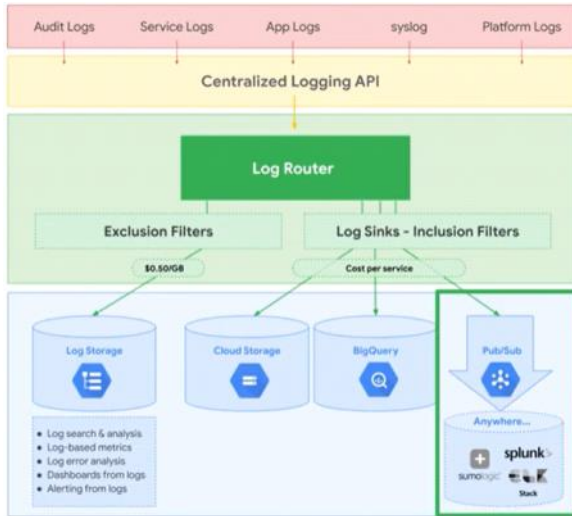 Audit Logs Service Logs App Logs syslog Platform Logs
Centralized Logging API
Log Router
Exclusion Filters Log Sinks - Inclusion Filters
$0.50/GB Cost per service
Log Storage Cloud Storage BigQuery Pub/Sub
Log search & analysis
Log-based metrics
Log error analysis
Dashboards from logs
Alerting from logs
Anywhere...
sumologic splunk>
Stack